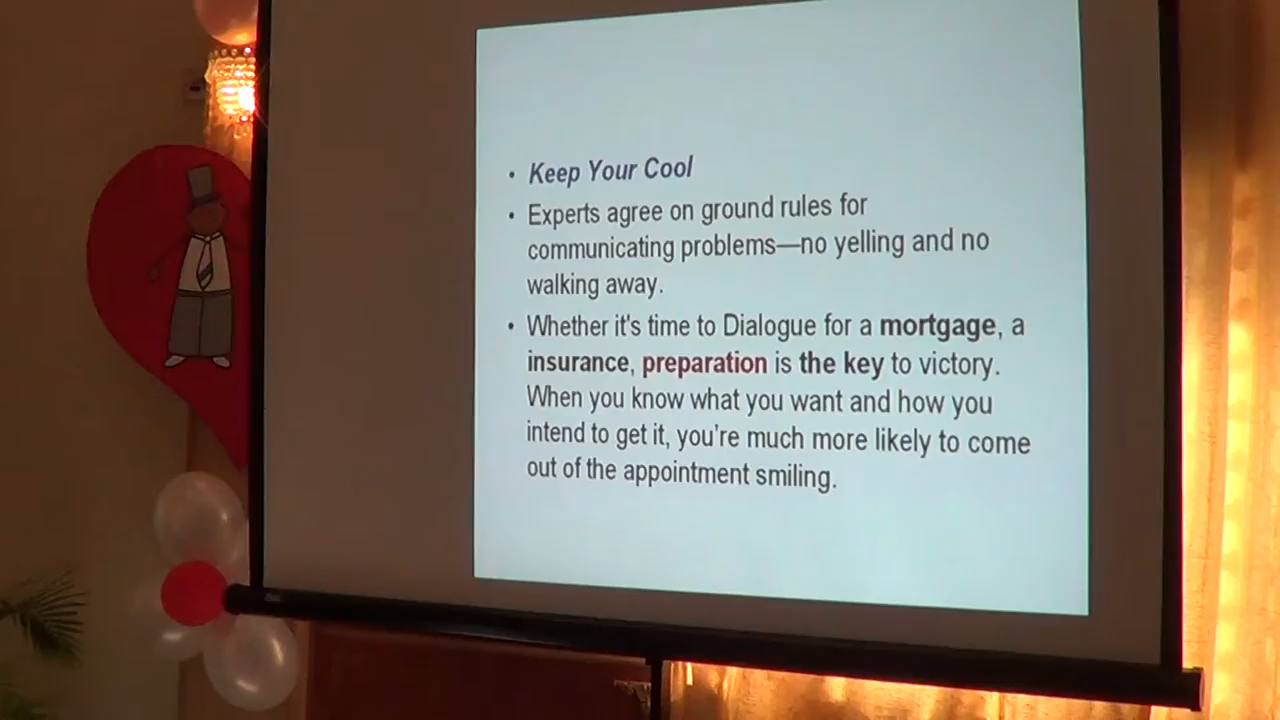 • Keep Your Cool
• Experts agree on ground rules for
communicating problems—no yelling and no
walking away.
• Whether it's time to Dialogue for a mortgage, a
insurance, preparation is the key to victory.
When you know what you want and how you
intend to get it, you're much more likely to come
out of the appointment smiling.